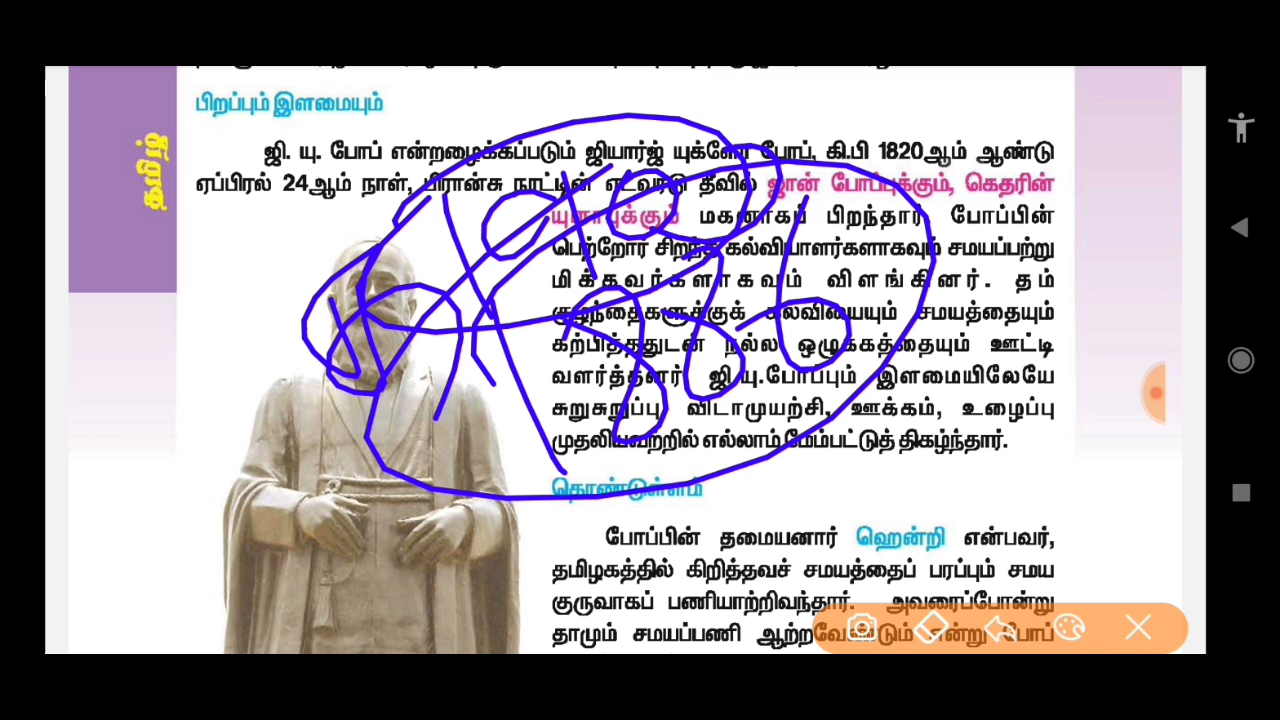 பிறப்பும் இளமையும்
தமிழ்
ஜி. யு. போப் என்றழைக்கப்படும் ஜியார்ஜ் யுக்ளோ போப், கி.பி 1820ஆம் ஆண்டு
ஏப்பிரல் 24ஆம் நாள், பிரான்சு நாட்டின் எட்வர்டு தீவில் ஜான் போப்புக்கும், கெதரின்
யுளாபுக்கும் மகனாகப் பிறந்தார். போப்பின்
பெற்றோர் சிறந்த கல்வியாளர்களாகவும் சமயப்பற்று
மிக்கவர்களாகவும் விளங்கினர். தம்
குழந்தைகளுக்குக் கல்வியையும் சமயத்தையும்
கற்பித்ததுடன் நல்ல ஒழுக்கத்தையும் ஊட்டி
வளர்த்தனர். ஜி.யு.போப்பும் இளமையிலேயே
சுறுசுறுப்பு, விடாமுயற்சி, ஊக்கம், உழைப்பு
முதலியவற்றில் எல்லாம் மேம்பட்டுத் திகழ்ந்தார்.
தொண்டுள்ளம்
போப்பின் தமையனார் ஹென்றி என்பவர்,
தமிழகத்தில் கிறித்தவச் சமயத்தைப் பரப்பும் சமய
குருவாகப் பணியாற்றிவந்தார். அவரைப்போன்று
தாமும் சமயப்பணி ஆற்றவேண்டும் என்று போப்